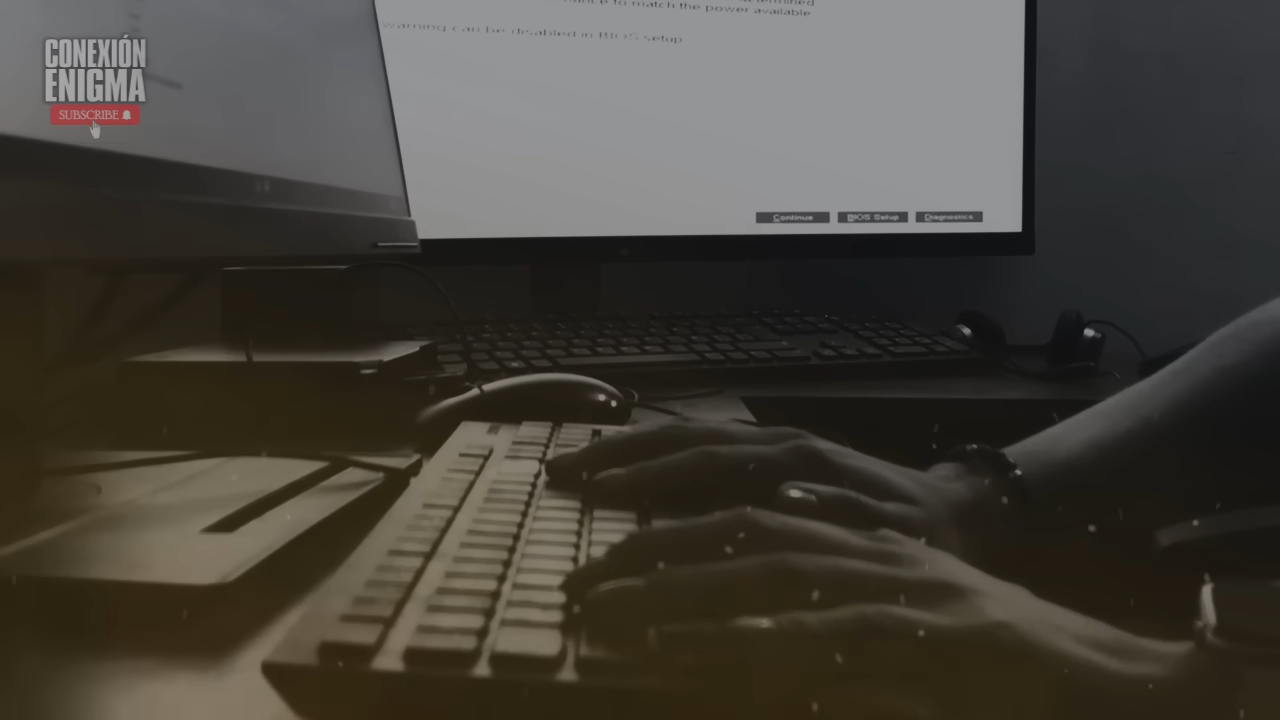 CONEXIÓN
ENIGMA
SUBSCRIBE
to match the power available
warning can be disabled in BIOS setup
Continue
BIOS Setup
Diagnostics